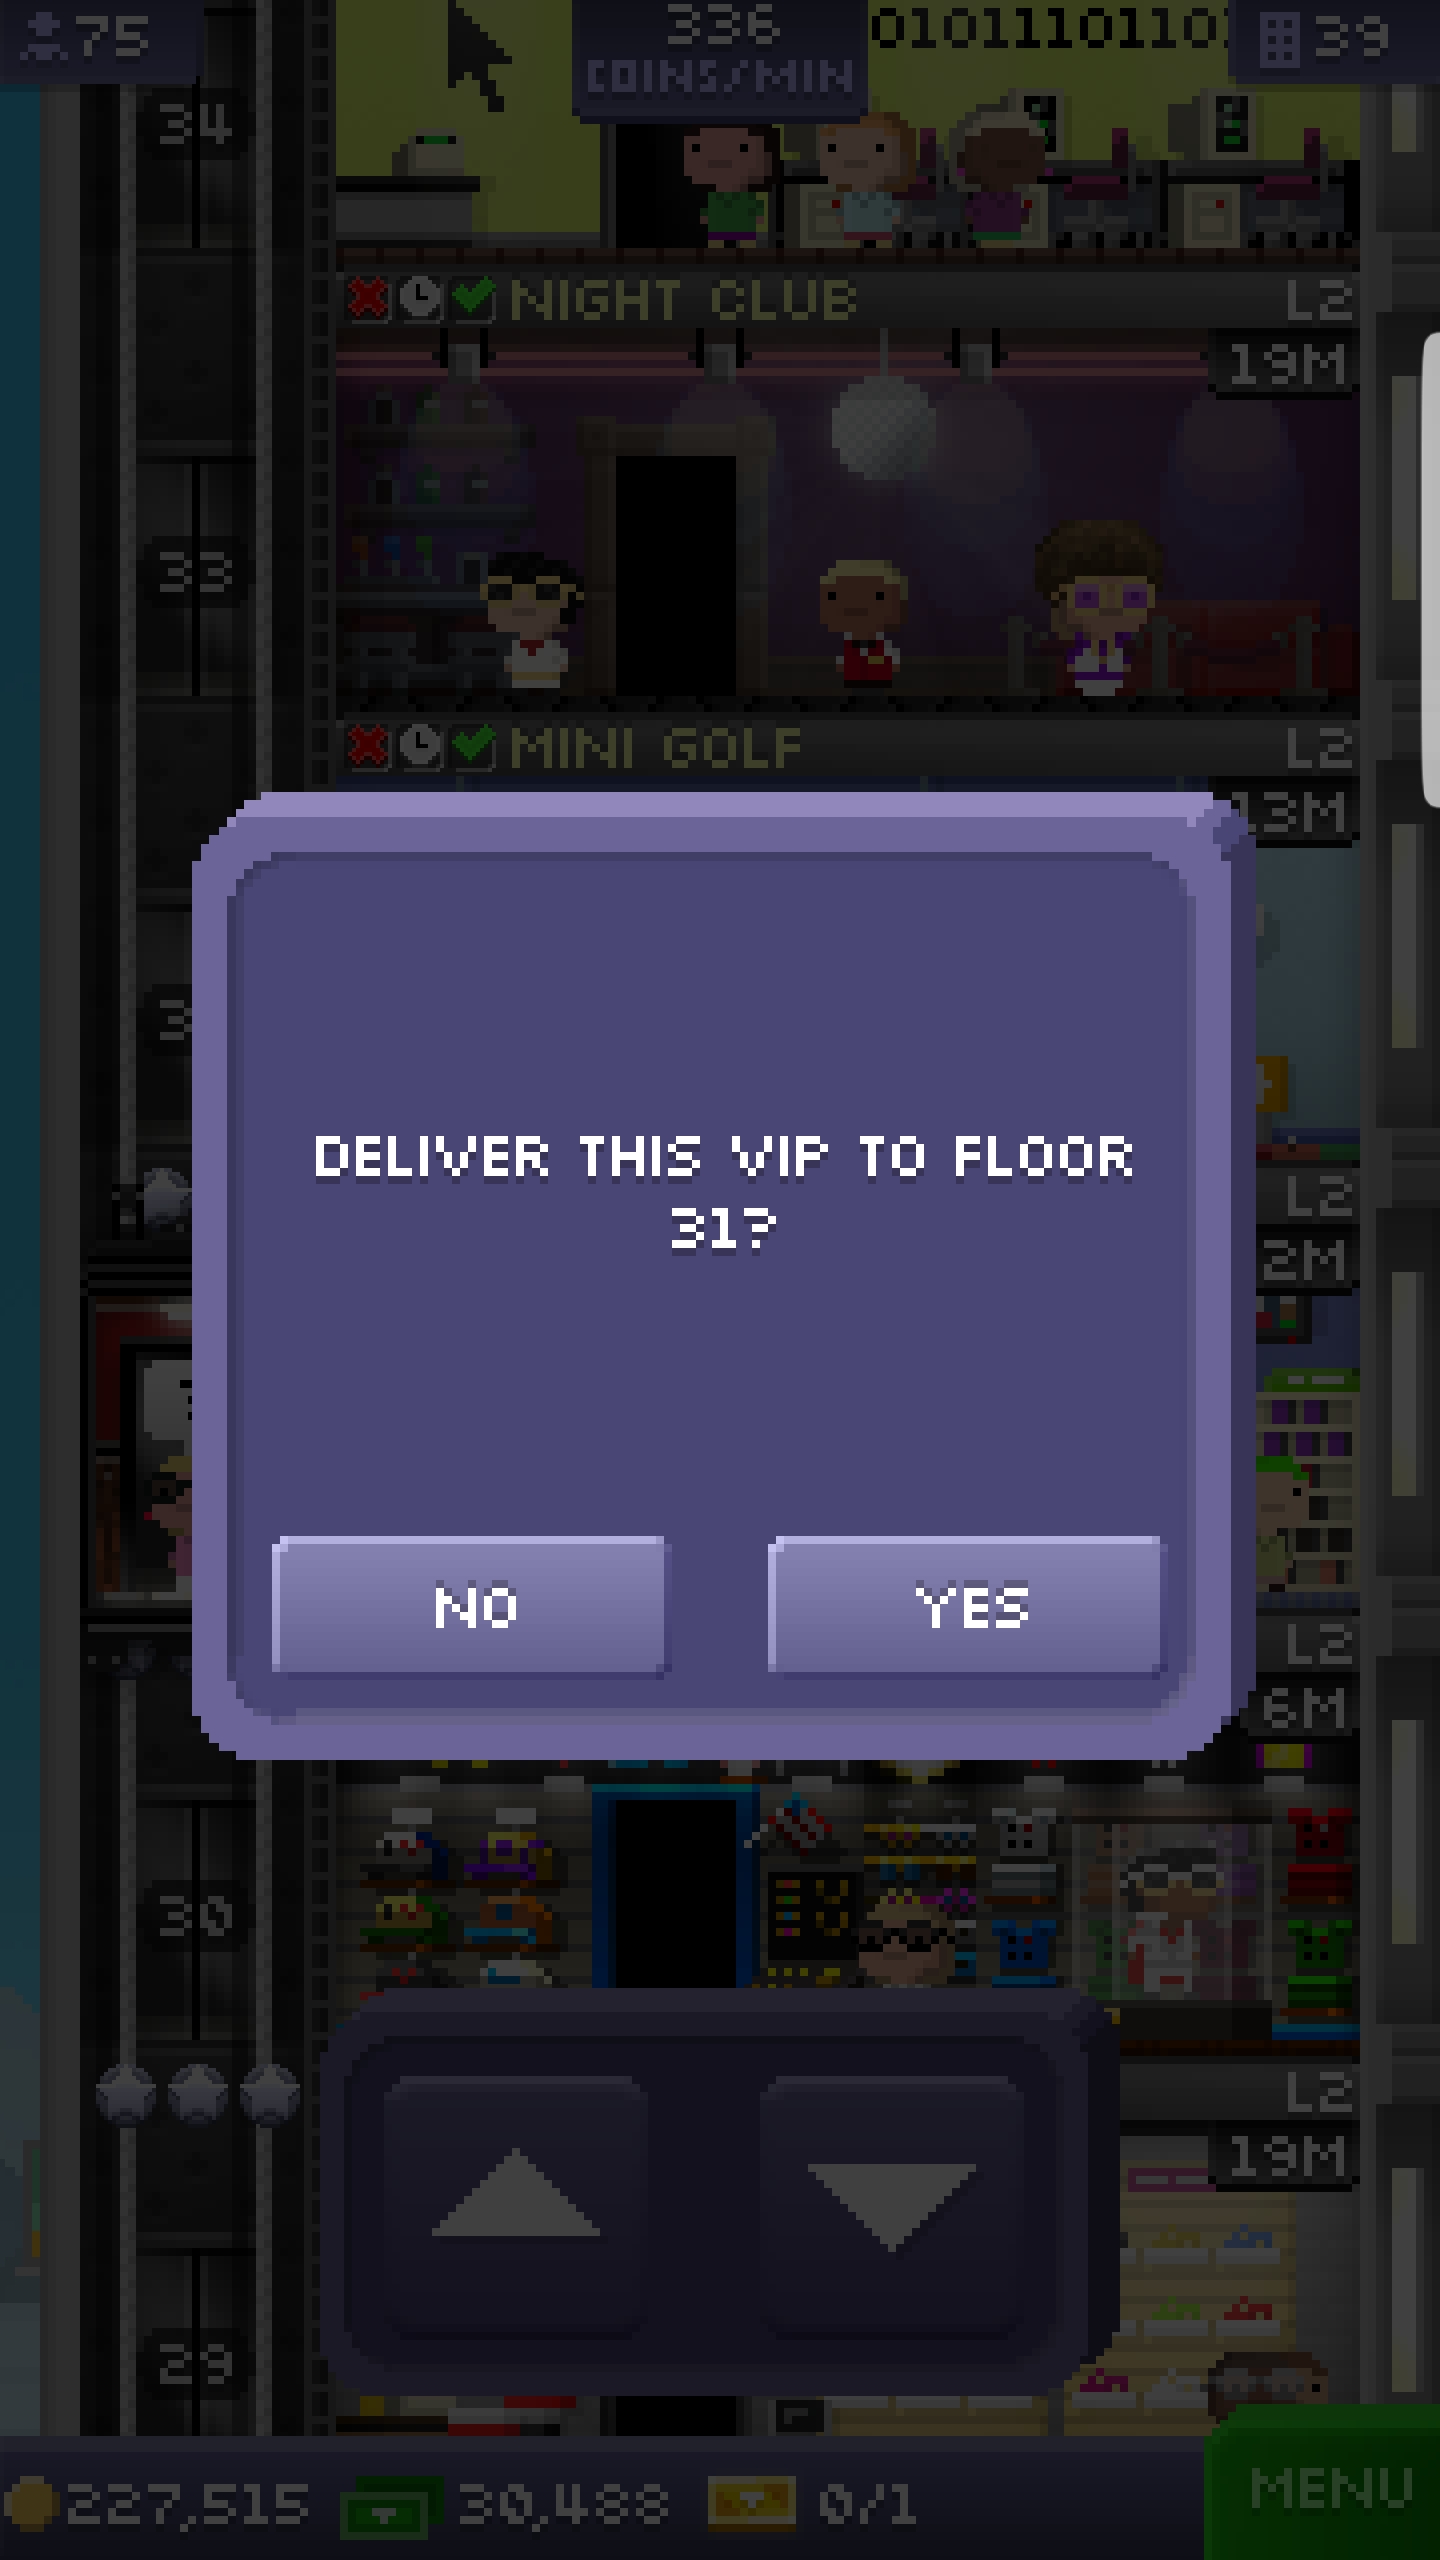 75
336
COINS/MIN
01011101101
39
34
NIGHT CLUB
L2
19M
33
MINI GOLF
L2
13M
DELIVER THIS VIP TO FLOOR
31?
L2
2M
NO
YES
L2
6M
30
L2
19M
29
227,515
30,488
0/1
MENU